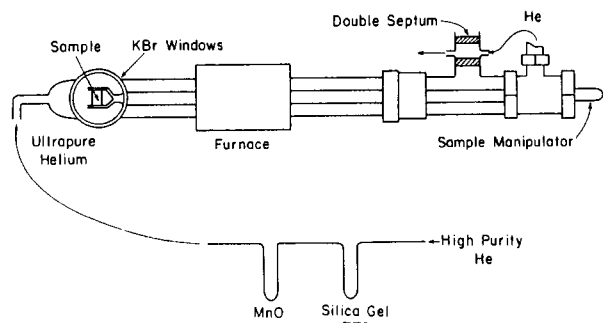 Double Septum
He
Sample
KBr Windows
Ultrapure
Helium
Furnace
Sample Manipulator
High Purity
He
MnO
Silica Gel